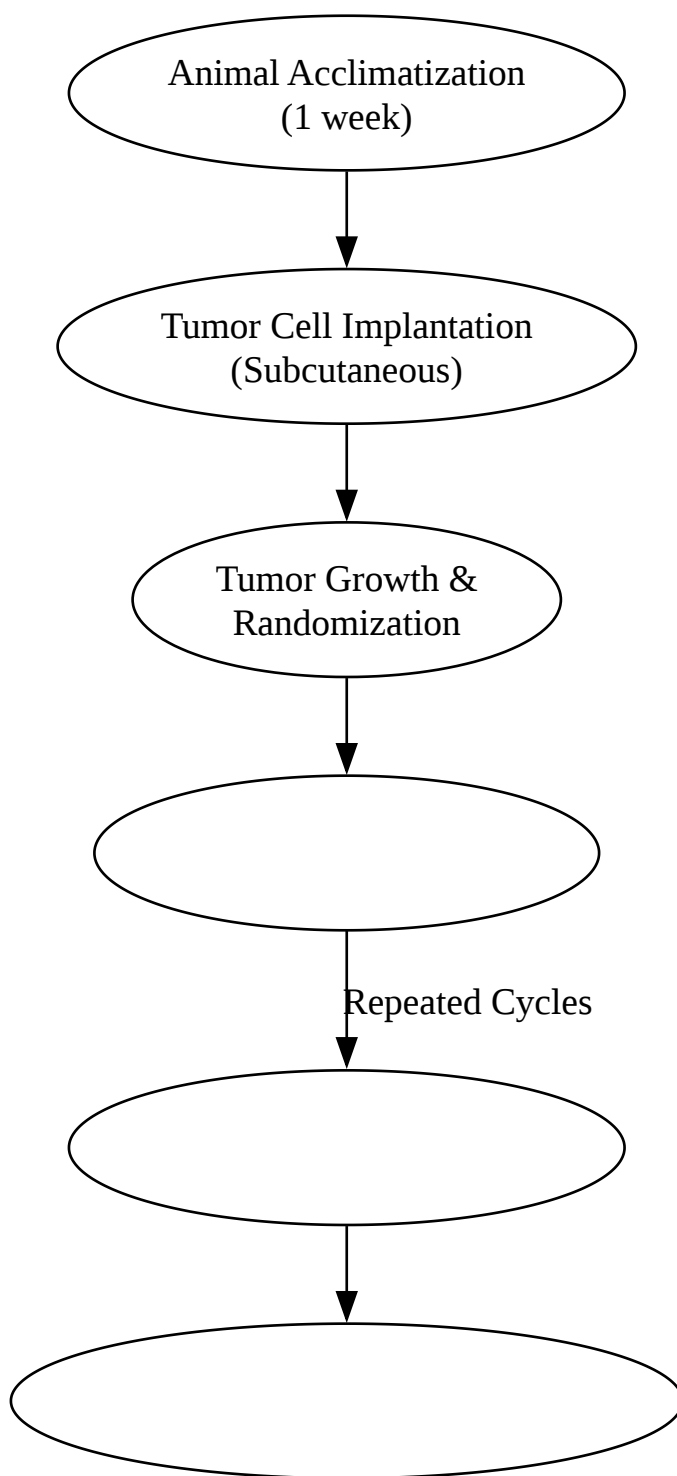 Animal Acclimatization
(1 week)
Tumor Cell Implantation
(Subcutaneous)
Tumor Growth &
Randomization
Repeated Cycles